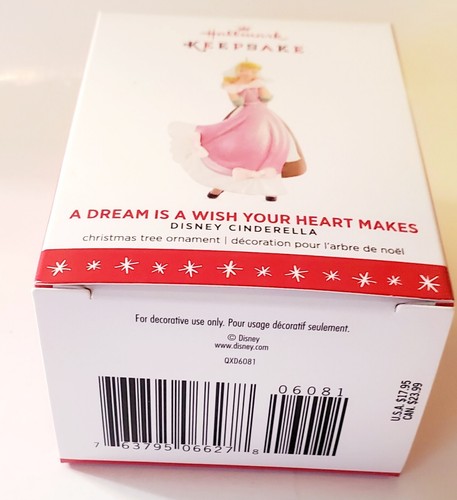 Hallmark
KEEPSAKE
A DREAM IS A WISH YOUR HEART MAKES
DISNEY CINDERELLA
christmas tree ornament | décoration pour l'arbre de noël
For decorative use only. Pour usage décoratif seulement.
© Disney
www.disney.com
QXD6081
06081
7 63795 06627 8
U.S.A. $17.95
CAN. $23.99